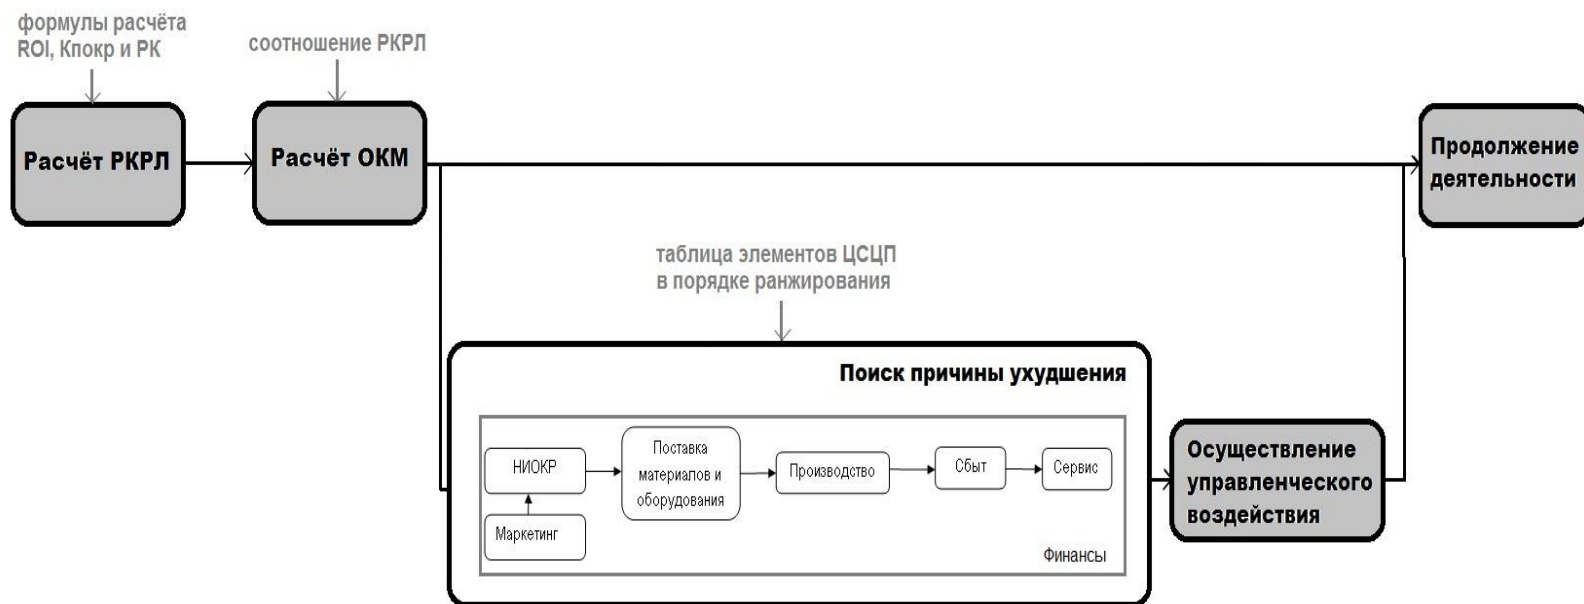 формулы расчёта
ROI, Кпокр и РК
соотношение РКРЛ
Расчёт РКРЛ
Расчёт ОКМ
Продолжение
деятельности
таблица элементов ЦСЦП
в порядке ранжирования
Поиск причины ухудшения
НИОКР
Поставка
материалов и
оборудования
Производство
Сбыт
Сервис
Маркетинг
Финансы
Осуществление
управленческого
воздействия